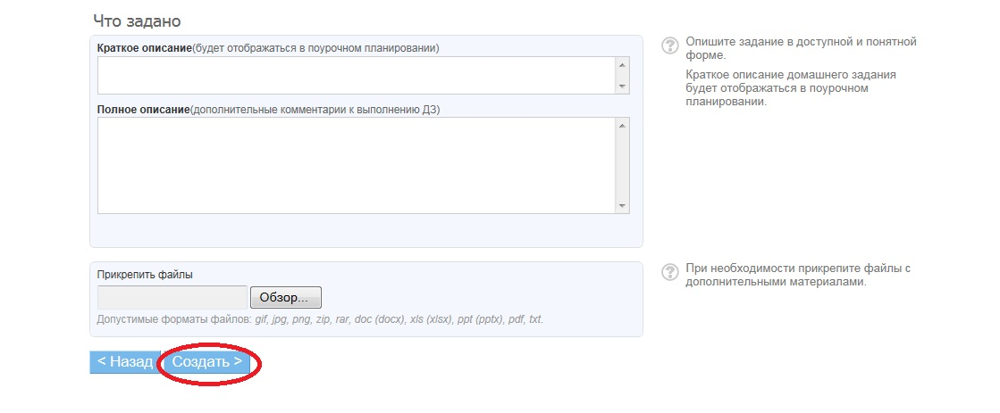 Что задано
Краткое описание(будет отображаться в поурочном планировании)
Полное описание(дополнительные комментарии к выполнению ДЗ)
? Опишите задание в доступной и понятной
форме.
Краткое описание домашнего задания
будет отображаться в поурочном
планировании.
Прикрепить файлы
Обзор...
Допустимые форматы файлов: gif, jpg, png, zip, rar, doc (docx), xls (xlsx), ppt (pptx), pdf, txt.
? При необходимости прикрепите файлы с
дополнительными материалами.
< Назад Создать >